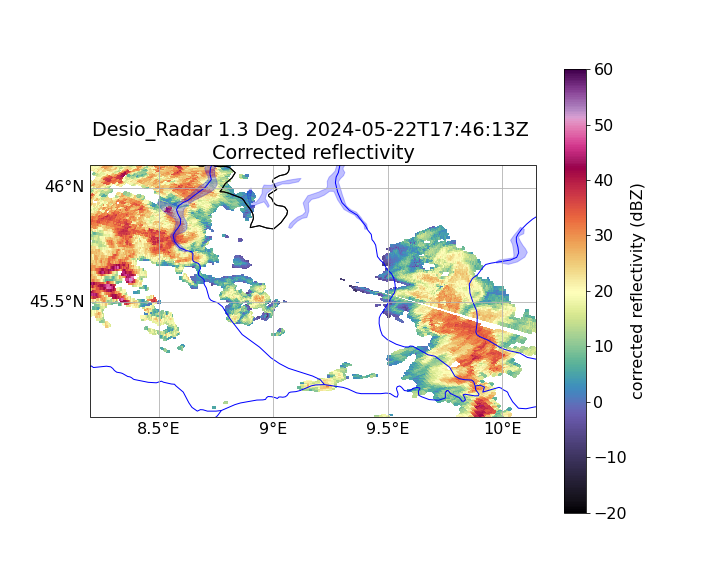 Desio_Radar 1.3 Deg. 2024-05-22T17:46:13Z
Corrected reflectivity
46°N
45.5°N
8.5°E
9°E
9.5°E
10°E
60
50
40
30
20
10
0
−10
−20
corrected reflectivity (dBZ)